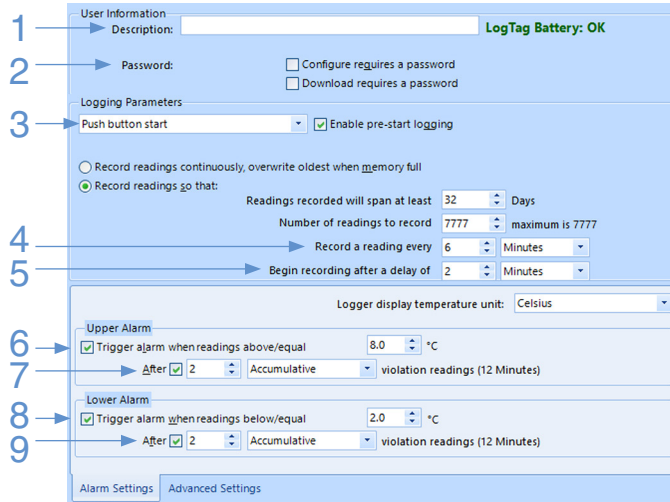 User Information
1 Description: LogTag Battery: OK
2 Password: Configure requires a password
Download requires a password
Logging Parameters
3 Push button start Enable pre-start logging
Record readings continuously, overwrite oldest when memory full
Record readings so that:
Readings recorded will span at least 32 Days
Number of readings to record 7777 maximum is 7777
4 Record a reading every 6 Minutes
5 Begin recording after a delay of 2 Minutes
Logger display temperature unit: Celsius
Upper Alarm
6 Trigger alarm when readings above/equal 8.0 °C
7 After 2 Accumulative violation readings (12 Minutes)
Lower Alarm
8 Trigger alarm when readings below/equal 2.0 °C
9 After 2 Accumulative violation readings (12 Minutes)
Alarm Settings Advanced Settings